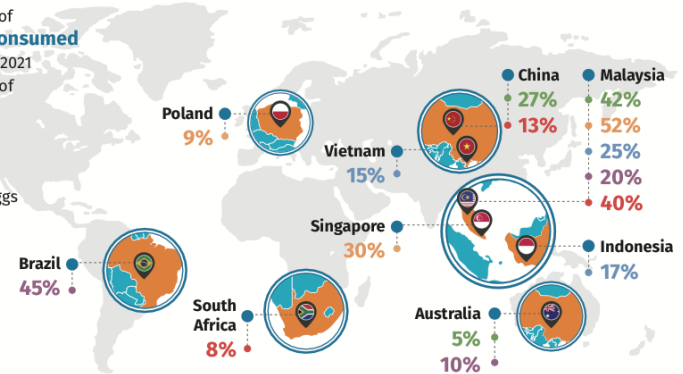 of
onsumed
2021
of
ggs
Poland
9%
China
27%
13%
Malaysia
42%
52%
25%
20%
40%
Vietnam
15%
Singapore
30%
Indonesia
17%
Brazil
45%
South
Africa
8%
Australia
5%
10%